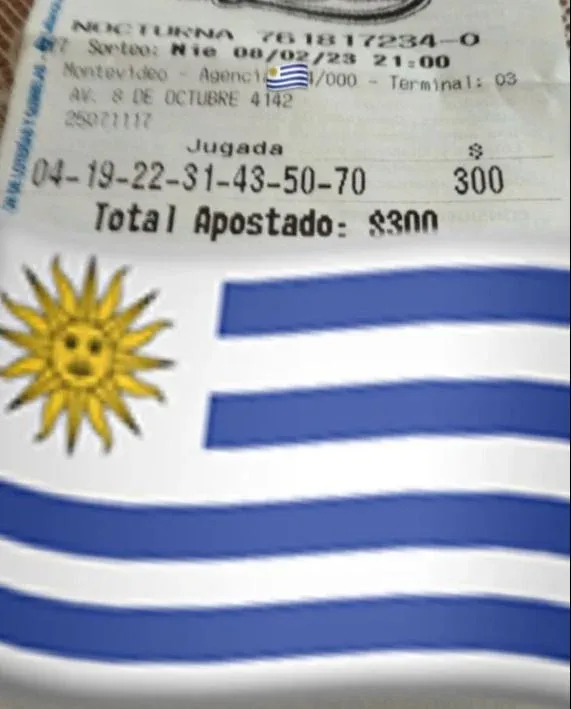 NOCTURNA 761817234-0
Sorteo: Mie 08/02/23 21:00
Montevideo - Agencia /000 - Terminal: 03
AV. 8 DE OCTUBRE 4142
25071117
Jugada $
04-19-22-31-43-50-70 300
Total Apostado: $300